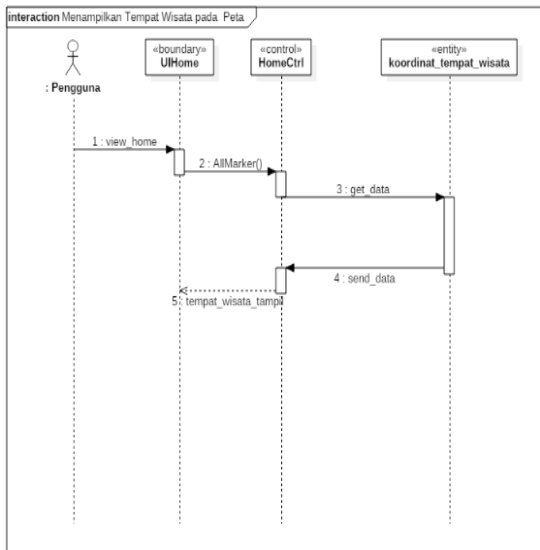 interaction Menampilkan Tempat Wisata pada Peta
«boundary»
UIHome
«control»
HomeCtrl
«entity»
koordinat_tempat_wisata
: Pengguna
1 : view_home
2 : AllMarker()
3 : get_data
4 : send_data
5 : tempat_wisata_tampil